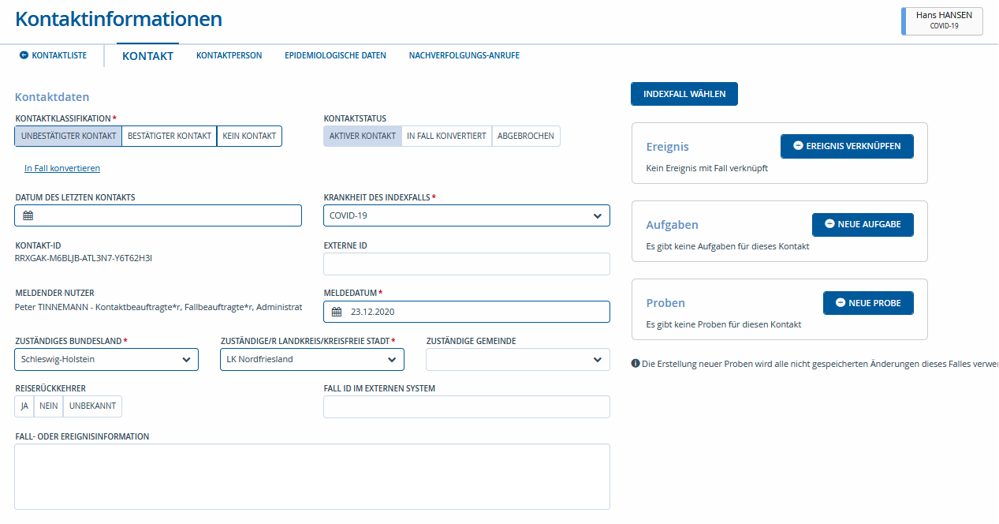 Kontaktinformationen
Hans HANSEN
COVID-19
KONTAKTLISTE
KONTAKT
KONTAKTPERSON
EPIDEMIOLOGISCHE DATEN
NACHVERFOLGUNGS-ANRUFE
Kontaktdaten
KONTAKTKLASSIFIKATION *
UNBESTÄTIGTER KONTAKT
BESTÄTIGTER KONTAKT
KEIN KONTAKT
KONTAKTSTATUS
AKTIVER KONTAKT
IN FALL KONVERTIERT
ABGEBROCHEN
In Fall konvertieren
DATUM DES LETZTEN KONTAKTS
KRANKHEIT DES INDEXFALLS *
COVID-19
KONTAKT-ID
RRXGAK-M6BLJB-ATL3N7-Y6T62H3I
EXTERNE ID
MELDENDER NUTZER
Peter TINNEMANN - Kontaktbeauftragte*r, Fallbeauftragte*r, Administrat
MELDEDATUM *
23.12.2020
ZUSTÄNDIGES BUNDESLAND *
Schleswig-Holstein
ZUSTÄNDIGE/R LANDKREIS/KREISFREIE STADT *
LK Nordfriesland
ZUSTÄNDIGE GEMEINDE
REISERÜCKKEHRER
JA
NEIN
UNBEKANNT
FALL ID IM EXTERNEN SYSTEM
FALL- ODER EREIGNISINFORMATION
INDEXFALL WÄHLEN
Ereignis
EREIGNIS VERKNÜPFEN
Kein Ereignis mit Fall verknüpft
Aufgaben
NEUE AUFGABE
Es gibt keine Aufgaben für dieses Kontakt
Proben
NEUE PROBE
Es gibt keine Proben für diesen Kontakt
Die Erstellung neuer Proben wird alle nicht gespeicherten Änderungen dieses Falles verwer